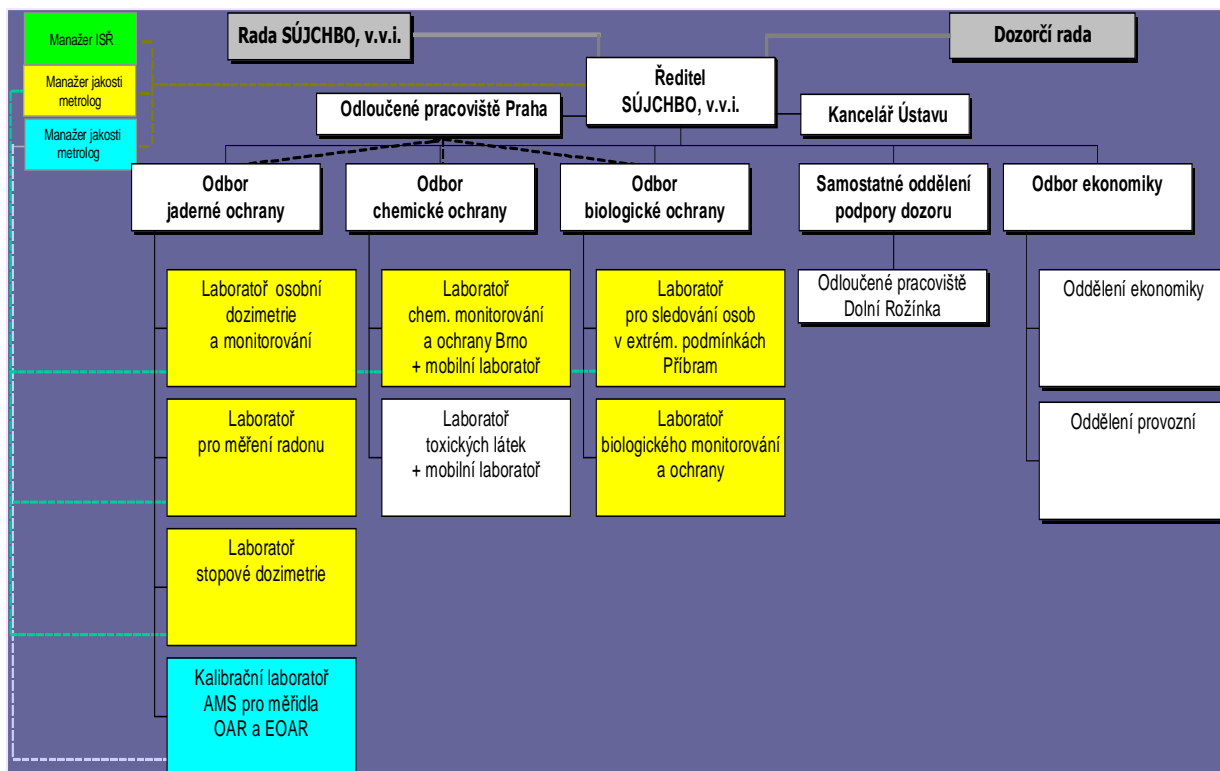 Manažer ISŘ
Manažer jakosti
metrolog
Manažer jakosti
metrolog
Rada SÚJCHBO, v.v.i.
Dozorčí rada
Ředitel
SÚJCHBO, v.v.i.
Odloučené pracoviště Praha
Kancelář Ústavu
Odbor
jaderné ochrany
Odbor
chemické ochrany
Odbor
biologické ochrany
Samostatné oddělení
podpory dozoru
Odbor ekonomiky
Laboratoř osobní
dozimetrie
a monitorování
Laboratoř
pro měření radonu
Laboratoř
stopové dozimetrie
Kalibrační laboratoř
AMS pro měřidla
OAR a EOAR
Laboratoř
chem. monitorování
a ochrany Brno
+ mobilní laboratoř
Laboratoř
toxických látek
+ mobilní laboratoř
Laboratoř
pro sledování osob
v extrém. podmínkách
Příbram
Laboratoř
biologického monitorování
a ochrany
Odloučené pracoviště
Dolní Rožínka
Oddělení ekonomiky
Oddělení provozní